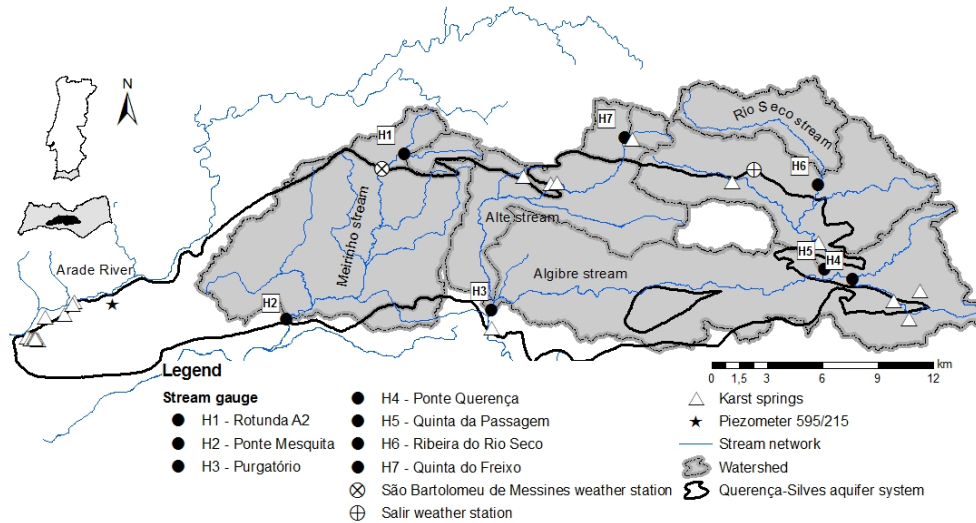 N
H7
Rio Seco stream
H1
H6
Meirinho stream
Alte stream
H5
H4
Arade River
Algibre stream
H3
H2
Legend
km
0 1,5 3 6 9 12
Stream gauge
H1 - Rotunda A2
H2 - Ponte Mesquita
H3 - Purgatório
H4 - Ponte Querença
H5 - Quinta da Passagem
H6 - Ribeira do Rio Seco
H7 - Quinta do Freixo
São Bartolomeu de Messines weather station
Salir weather station
Karst springs
Piezometer 595/215
Stream network
Watershed
Querença-Silves aquifer system